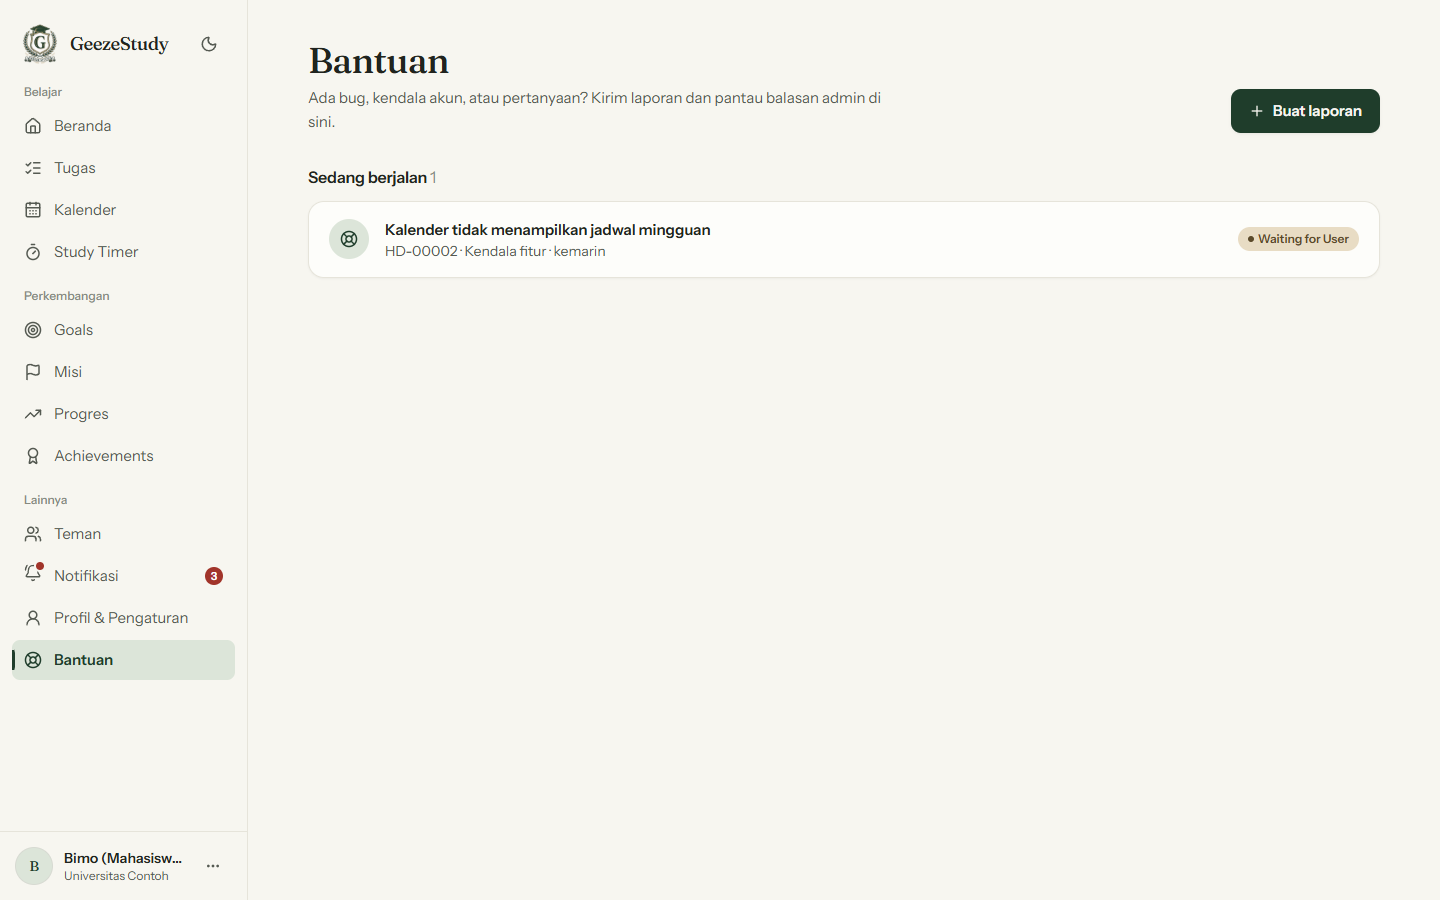 G
GeezeStudy
Belajar
Beranda
Tugas
Kalender
Study Timer
Perkembangan
Goals
Misi
Progres
Achievements
Lainnya
Teman
Notifikasi 3
Profil & Pengaturan
Bantuan
B
Bimo (Mahasisw...
Universitas Contoh
Bantuan
Ada bug, kendala akun, atau pertanyaan? Kirim laporan dan pantau balasan admin di
sini.
+ Buat laporan
Sedang berjalan 1
Kalender tidak menampilkan jadwal mingguan
HD-00002 · Kendala fitur · kemarin
Waiting for User